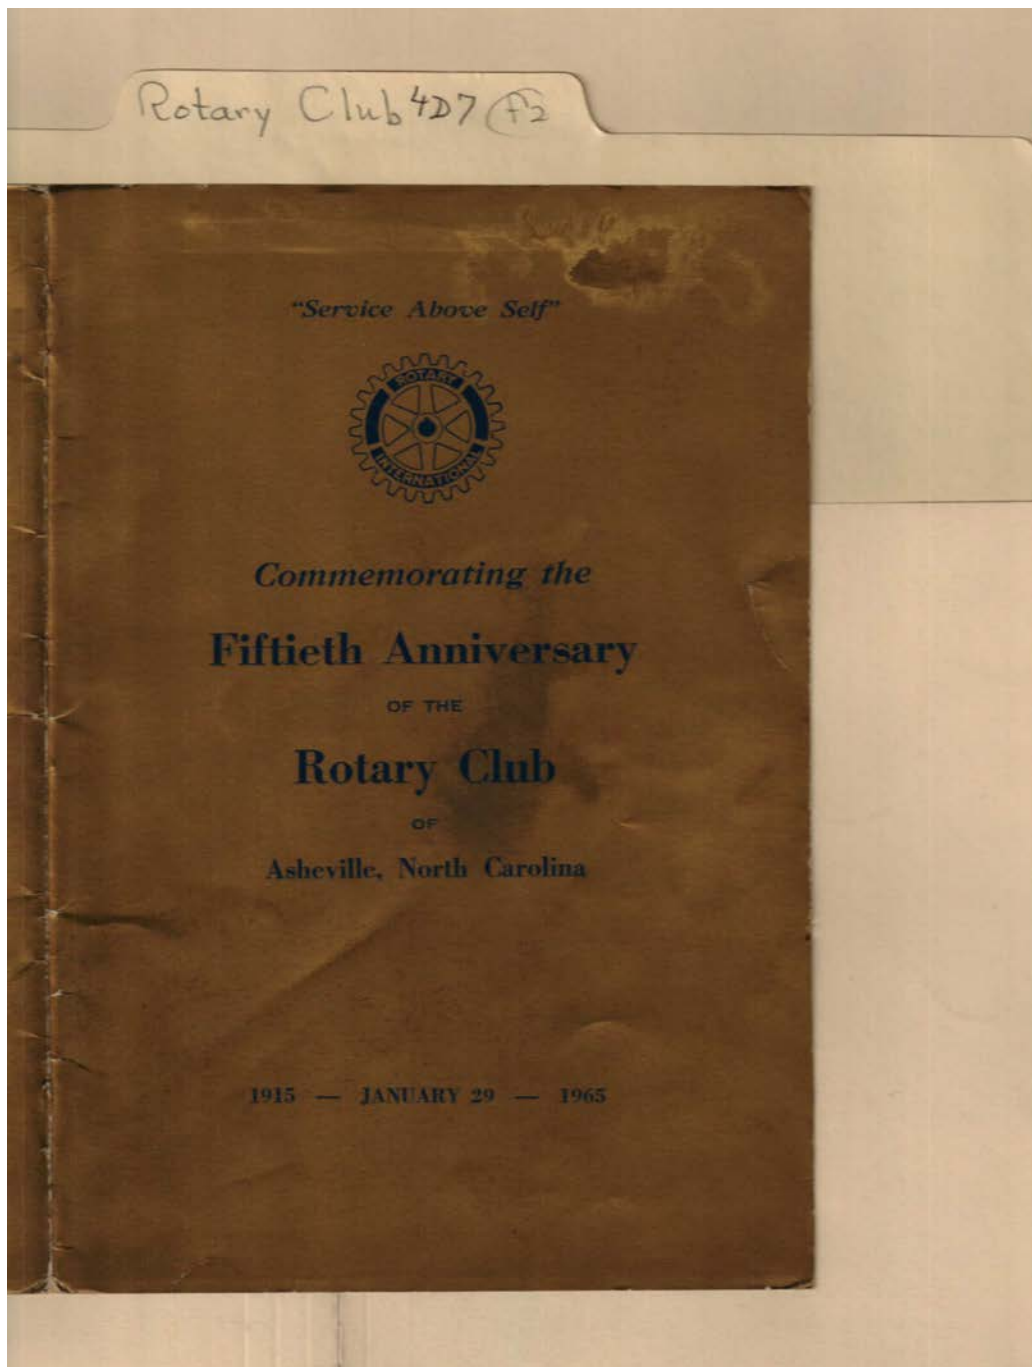 Rotary Club 4D7 f2
"Service Above Self"
ROTARY
INTERNATIONAL
Commemorating the
Fiftieth Anniversary
OF THE
Rotary Club
OF
Asheville, North Carolina
1915 — JANUARY 29 — 1965